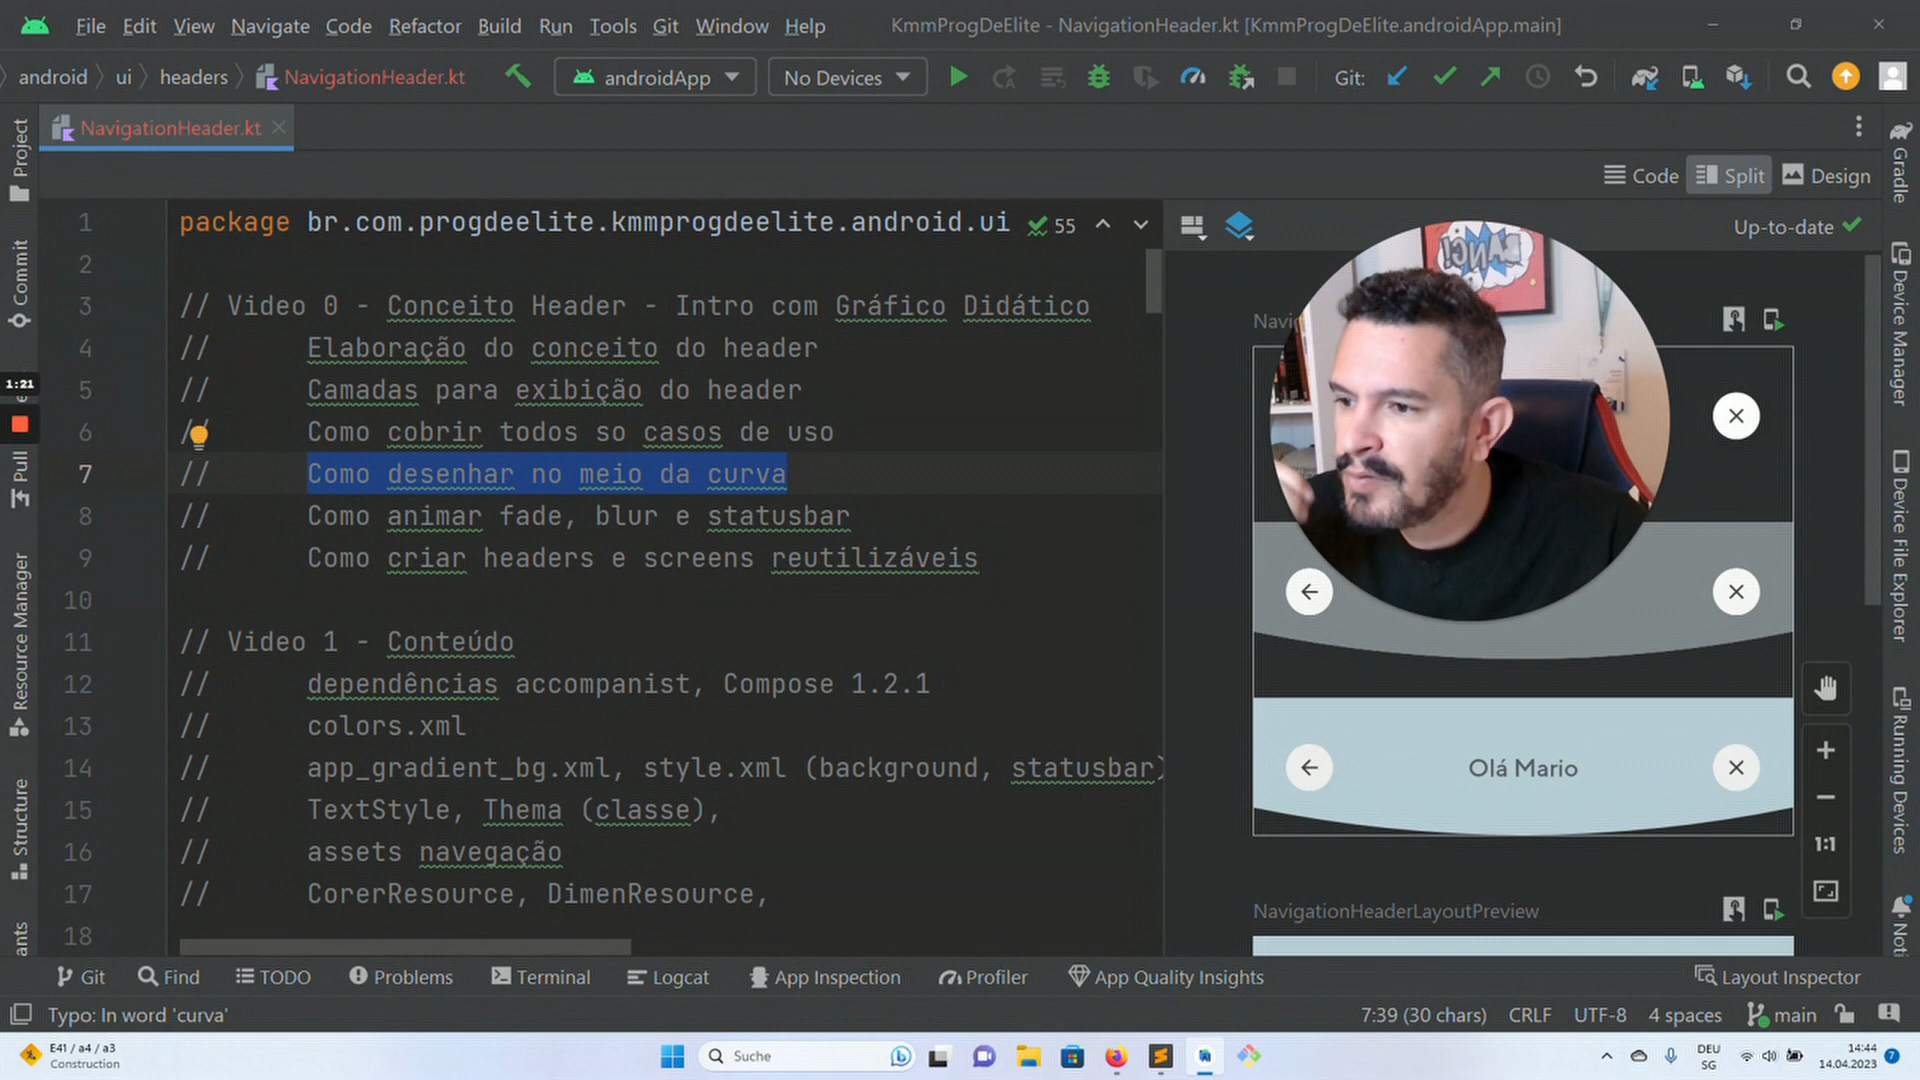 File Edit View Navigate Code Refactor Build Run Tools Git Window Help KmmProgDeElite - NavigationHeader.kt [KmmProgDeElite.androidApp.main]
android ui headers NavigationHeader.kt androidApp No Devices Git:
NavigationHeader.kt
Code Split Design
1 package br.com.progdeelite.kmmprogdeelite.android.ui 55
Up-to-date
2
3 // Video 0 - Conceito Header - Intro com Gráfico Didático
4 // Elaboração do conceito do header
5 // Camadas para exibição do header
6 // Como cobrir todos so casos de uso
7 // Como desenhar no meio da curva
8 // Como animar fade, blur e statusbar
9 // Como criar headers e screens reutilizáveis
10
11 // Video 1 - Conteúdo
12 // dependências accompanist, Compose 1.2.1
13 // colors.xml
14 // app_gradient_bg.xml, style.xml (background, statusbar)
15 // TextStyle, Thema (classe),
16 // assets navegação
17 // CorerResource, DimenResource,
18
Project
Commit
1:21
Pull
Resource Manager
Structure
ants
Navi
BANG!
Olá Mario
1:1
NavigationHeaderLayoutPreview
Gradle
Device Manager
Device File Explorer
Running Devices
Noti
Git Find TODO Problems Terminal Logcat App Inspection Profiler App Quality Insights Layout Inspector
Typo: In word 'curva' 7:39 (30 chars) CRLF UTF-8 4 spaces main
E41 / a4 / a3
Construction
Suche
DEU
SG
14:44
14.04.2023
7